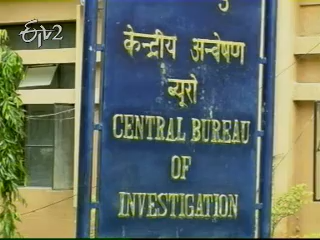 ETV2
केन्द्रीय अन्वेषण
ब्यूरो
CENTRAL BUREAU
OF
INVESTIGATION